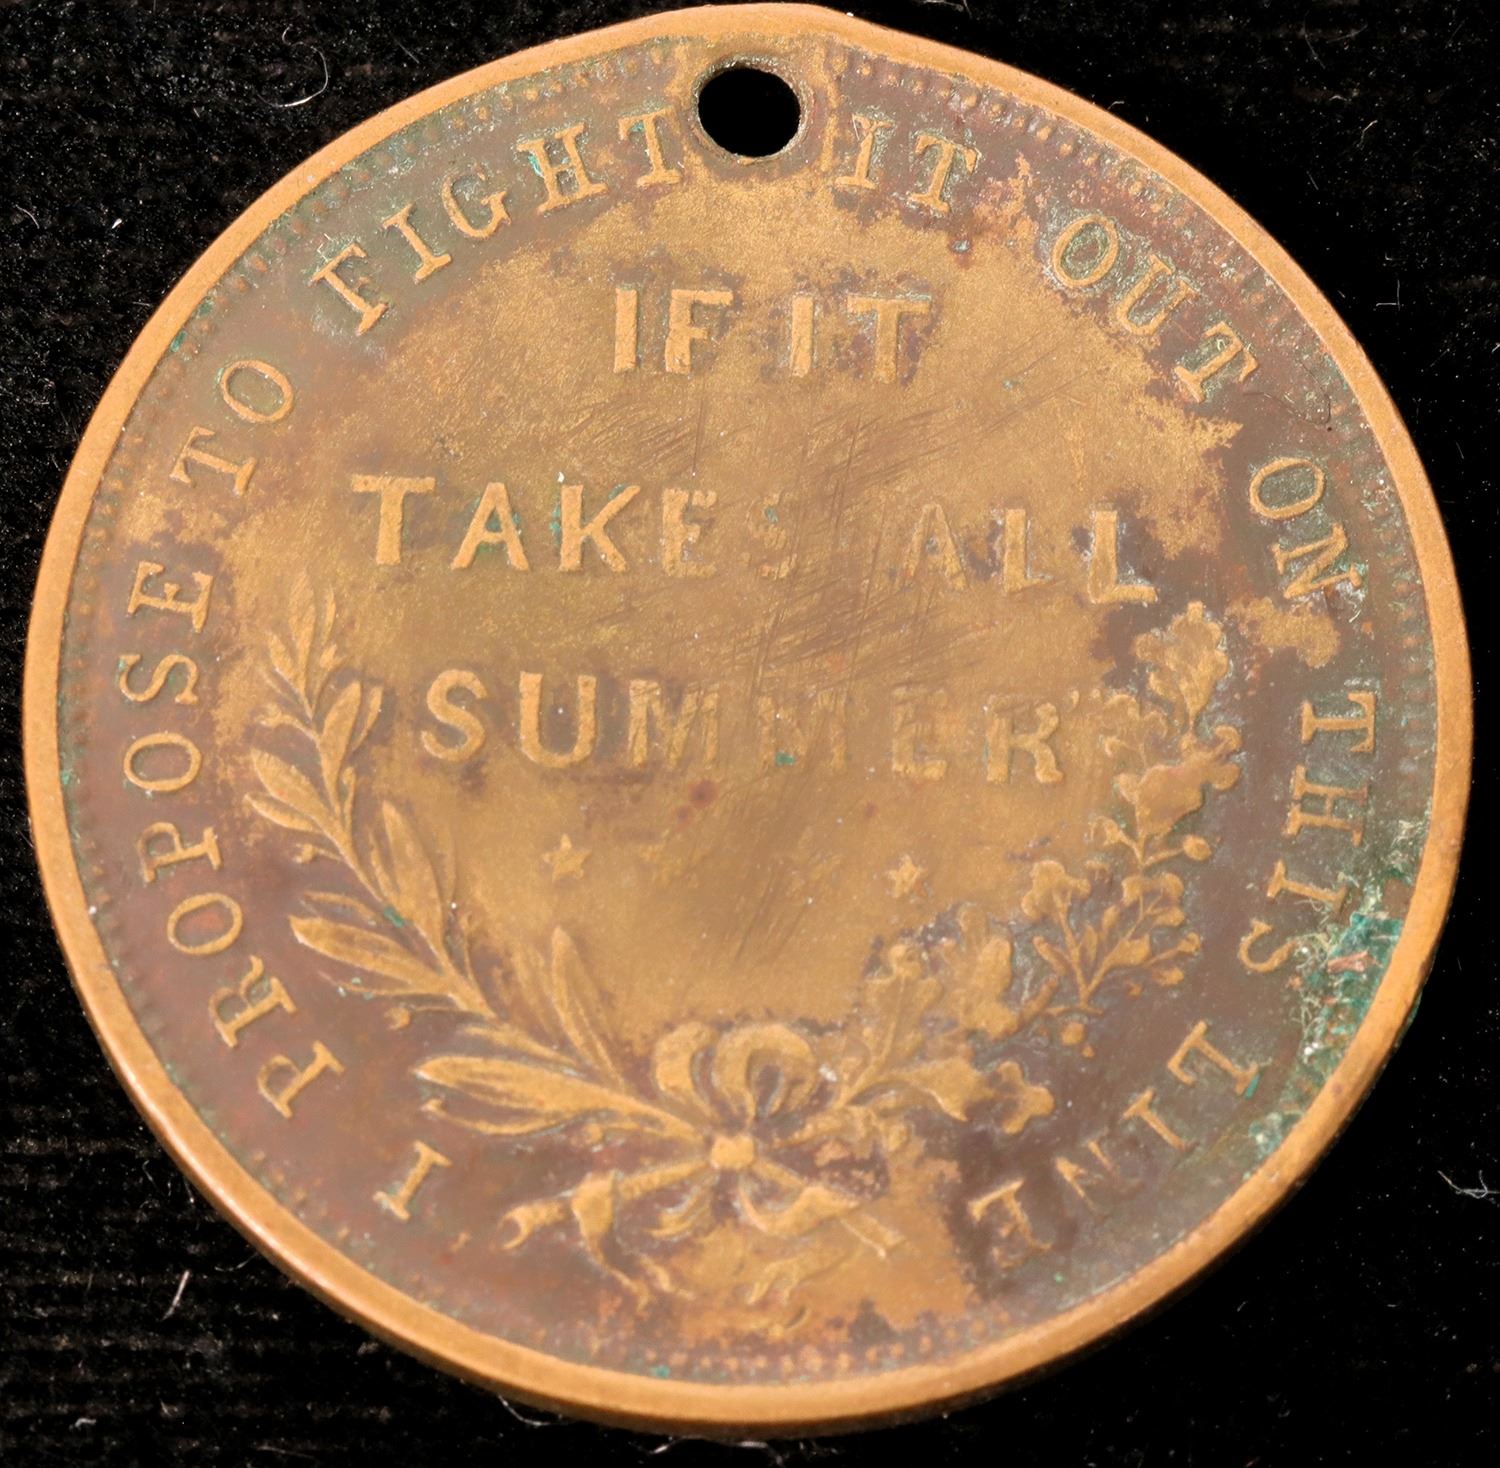 I PROPOSE TO FIGHT IT OUT ON THIS LINE
IF IT
TAKES ALL
SUMMER"